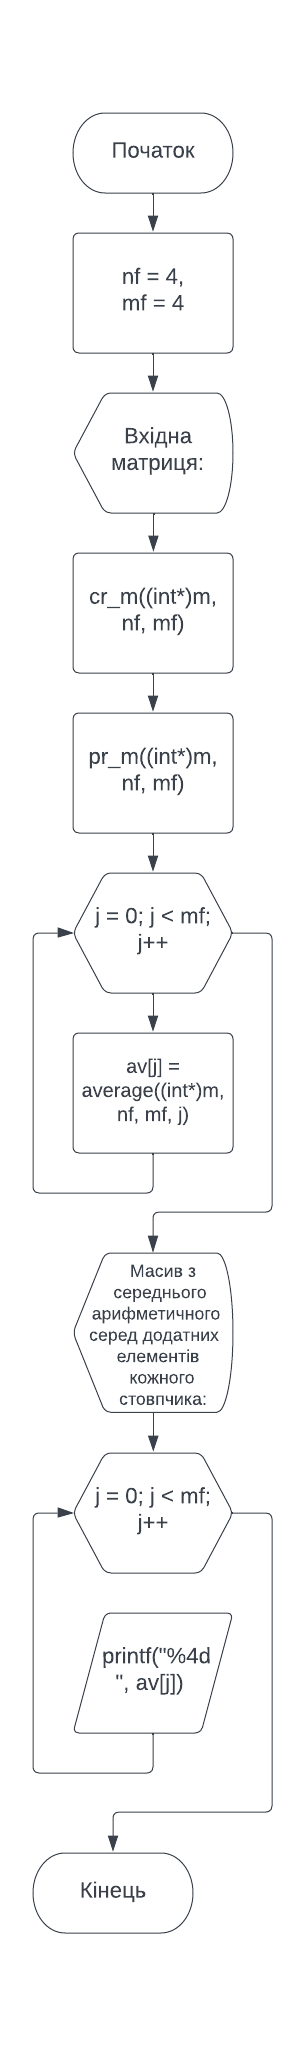 Початок
nf = 4,
mf = 4
Вхідна
матриця:
cr_m((int*)m,
nf, mf)
pr_m((int*)m,
nf, mf)
j = 0; j < mf;
j++
av[j] =
average((int*)m,
nf, mf, j)
Масив з
середнього
арифметичного
серед додатних
елементів
кожного
стовпчика:
j = 0; j < mf;
j++
printf("%4d
", av[j])
Кінець